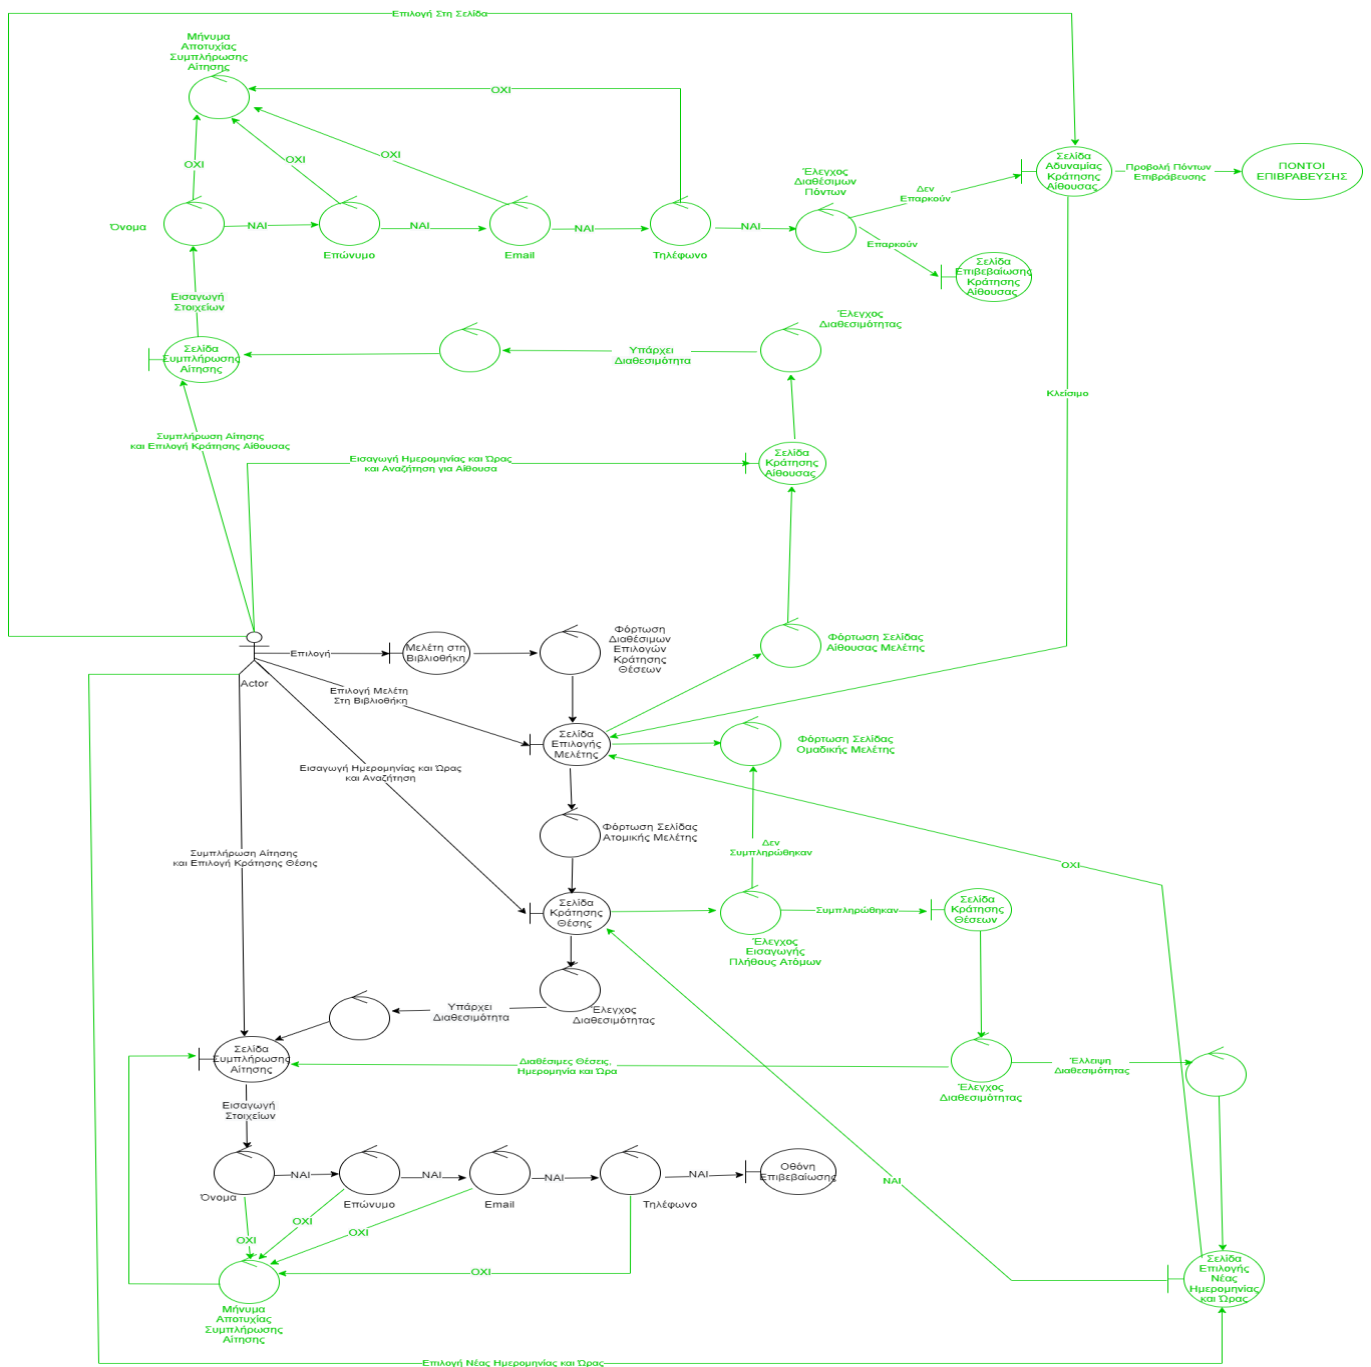 Επιλογή Στη Σελίδα
Μήνυμα
Αποτυχίας
Συμπλήρωσης
Αίτησης
ΟΧΙ
ΟΧΙ
ΟΧΙ
ΟΧΙ
Όνομα
ΝΑΙ
Επώνυμο
ΝΑΙ
Email
ΝΑΙ
Τηλέφωνο
ΝΑΙ
Έλεγχος
Διαθέσιμων
Πόντων
Δεν
Επαρκούν
Επαρκούν
Σελίδα
Αδυναμίας
Κράτησης
Αίθουσας
Προβολή Πόντων
Επιβράβευσης
ΠΟΝΤΟΙ
ΕΠΙΒΡΑΒΕΥΣΗΣ
Σελίδα
Επιβεβαίωσης
Κράτησης
Αίθουσας
Εισαγωγή
Στοιχείων
Σελίδα
Συμπλήρωσης
Αίτησης
Υπάρχει
Διαθεσιμότητα
Έλεγχος
Διαθεσιμότητας
Κλείσιμο
Συμπλήρωση Αίτησης
και Επιλογή Κράτησης Αίθουσας
Εισαγωγή Ημερομηνίας και Ώρας
και Αναζήτηση για Αίθουσα
Σελίδα
Κράτησης
Αίθουσας
Actor
Επιλογή
Μελέτη στη
Βιβλιοθήκη
Φόρτωση
Διαθέσιμων
Επιλογών
Κράτησης
Θέσεων
Φόρτωση Σελίδας
Αίθουσας Μελέτης
Επιλογή Μελέτη
Στη Βιβλιοθήκη
Σελίδα
Επιλογής
Μελέτης
Φόρτωση Σελίδας
Ομαδικής Μελέτης
Εισαγωγή Ημερομηνίας και Ώρας
και Αναζήτηση
Φόρτωση Σελίδας
Ατομικής Μελέτης
Δεν
Συμπληρώθηκαν
ΟΧΙ
Συμπλήρωση Αίτησης
και Επιλογή Κράτησης Θέσης
Σελίδα
Κράτησης
Θέσης
Έλεγχος
Εισαγωγής
Πλήθους Ατόμων
Συμπληρώθηκαν
Σελίδα
Κράτησης
Θέσεων
Υπάρχει
Διαθεσιμότητα
Έλεγχος
Διαθεσιμότητας
Σελίδα
Συμπλήρωσης
Αίτησης
Διαθέσιμες Θέσεις,
Ημερομηνία και Ώρα
Έλεγχος
Διαθεσιμότητας
Έλλειψη
Διαθεσιμότητας
Εισαγωγή
Στοιχείων
Όνομα
ΝΑΙ
Επώνυμο
ΝΑΙ
Email
ΝΑΙ
Τηλέφωνο
ΝΑΙ
Οθόνη
Επιβεβαίωσης
ΝΑΙ
ΟΧΙ
ΟΧΙ
ΟΧΙ
ΟΧΙ
Μήνυμα
Αποτυχίας
Συμπλήρωσης
Αίτησης
Σελίδα
Επιλογής
Νέας
Ημερομηνίας
και Ώρας
Επιλογή Νέας Ημερομηνίας και Ώρας